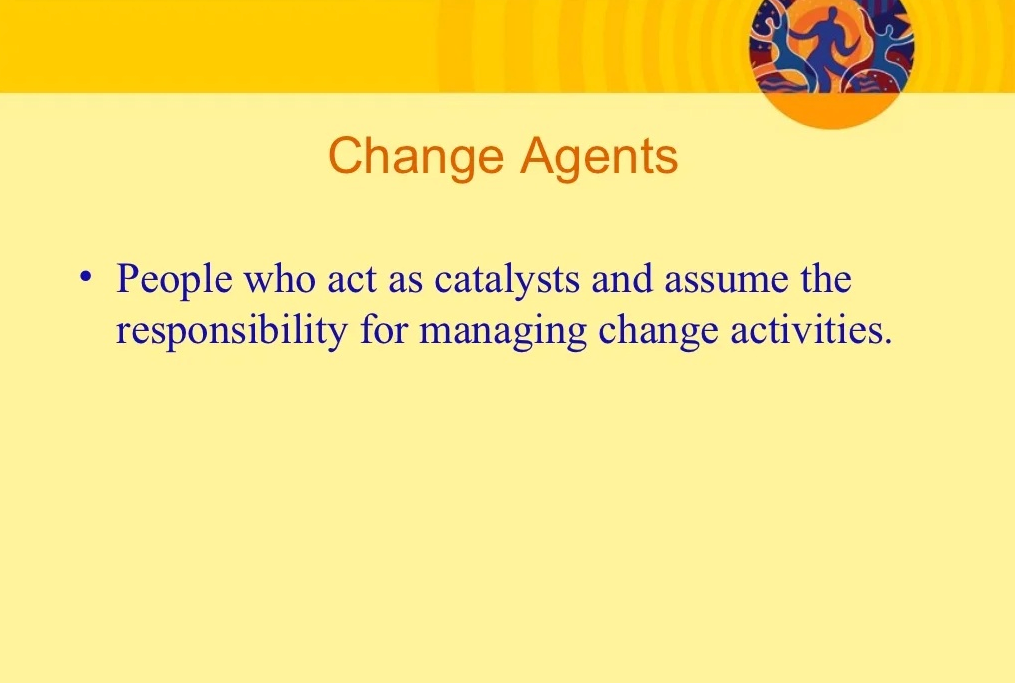 Change Agents
• People who act as catalysts and assume the
responsibility for managing change activities.